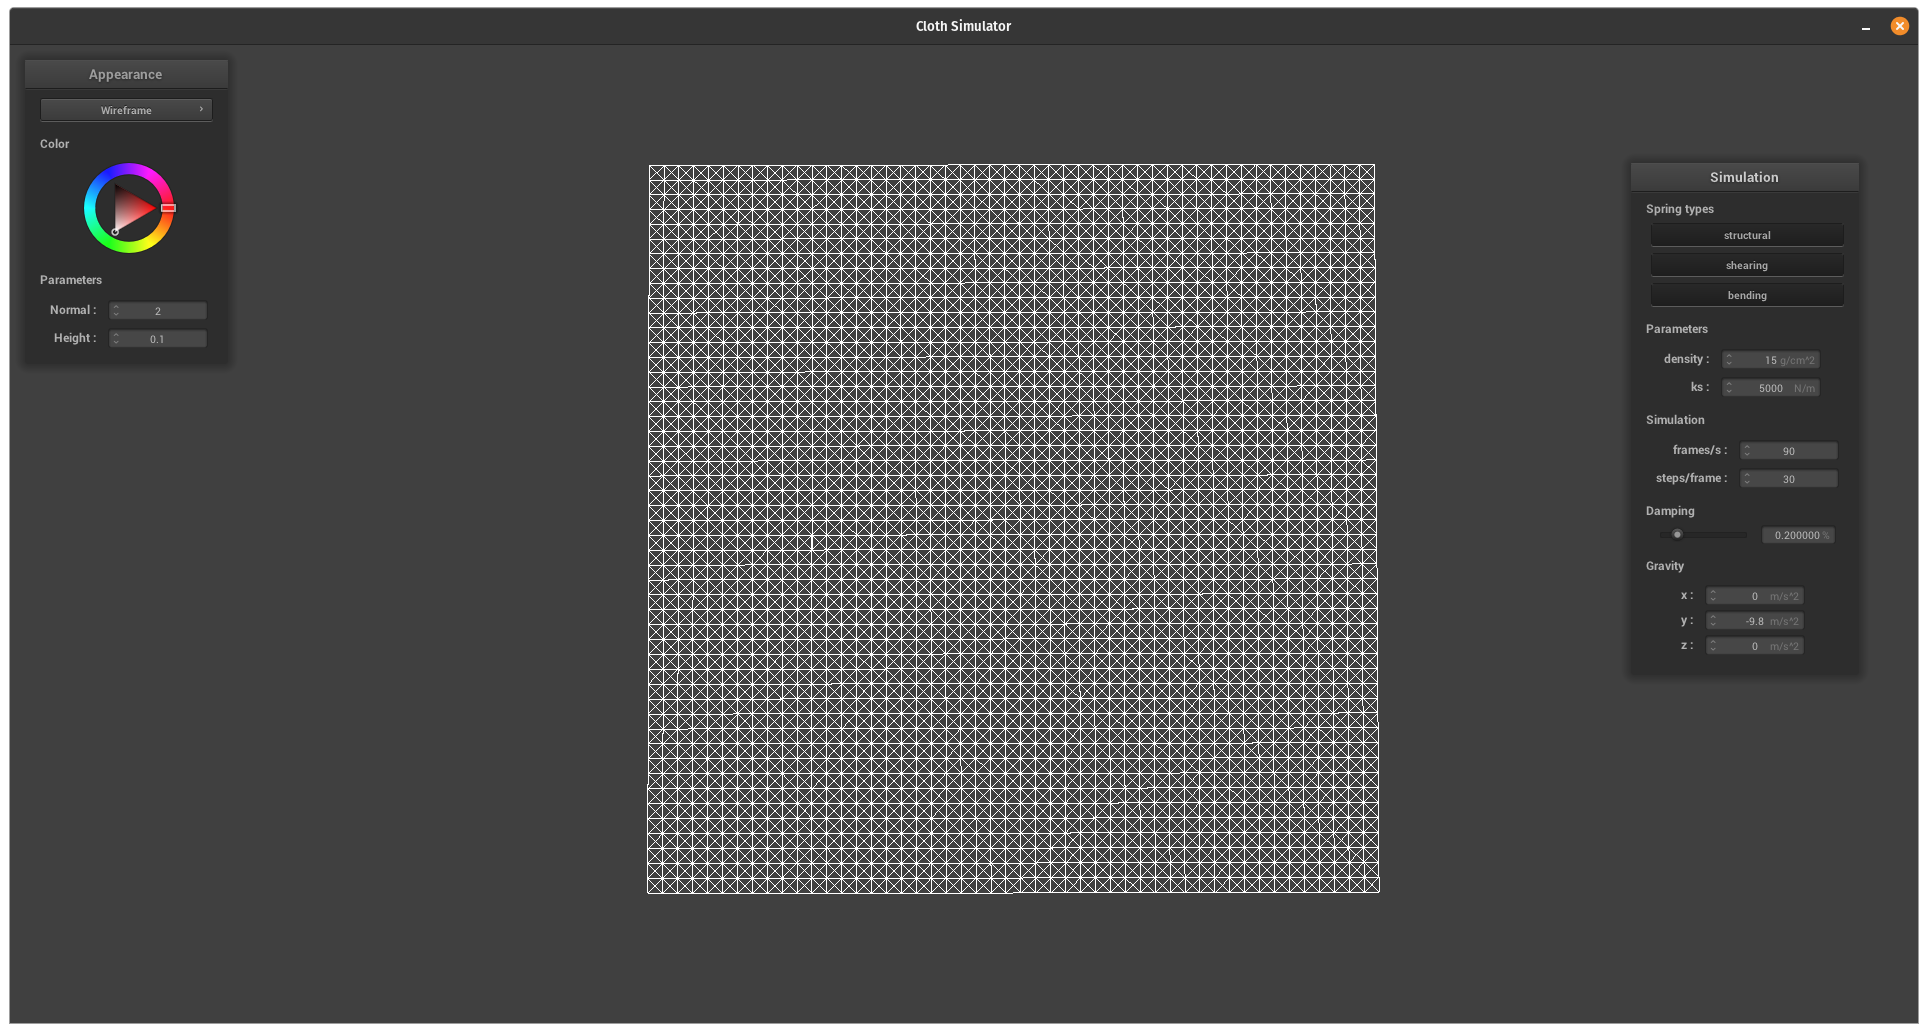 Cloth Simulator
Appearance
Wireframe
Color
Parameters
Normal : 2
Height : 0.1
Simulation
Spring types
structural
shearing
bending
Parameters
density : 15 g/cm^2
ks : 5000 N/m
Simulation
frames/s : 90
steps/frame : 30
Damping
0.200000 %
Gravity
x : 0 m/s^2
y : -9.8 m/s^2
z : 0 m/s^2